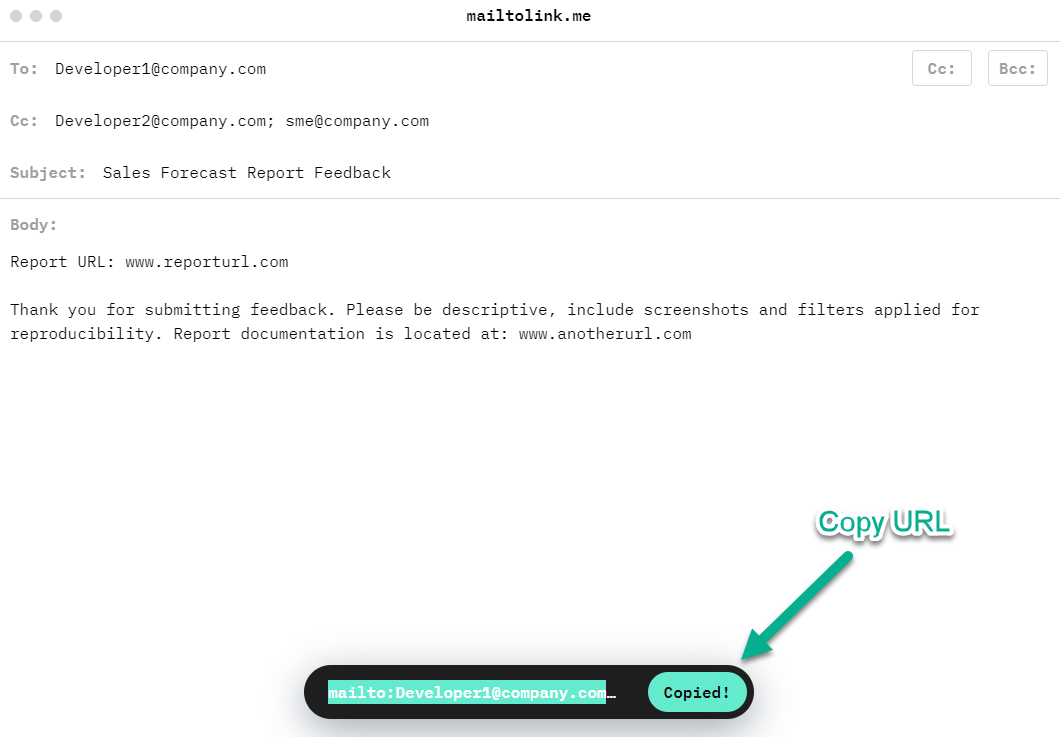 mailtolink.me
To: Developer1@company.com Cc: Bcc:
Cc: Developer2@company.com; sme@company.com
Subject: Sales Forecast Report Feedback
Body:
Report URL: www.reporturl.com
Thank you for submitting feedback. Please be descriptive, include screenshots and filters applied for
reproducibility. Report documentation is located at: www.anotherurl.com
Copy URL
mailto:Developer1@company.com… Copied!